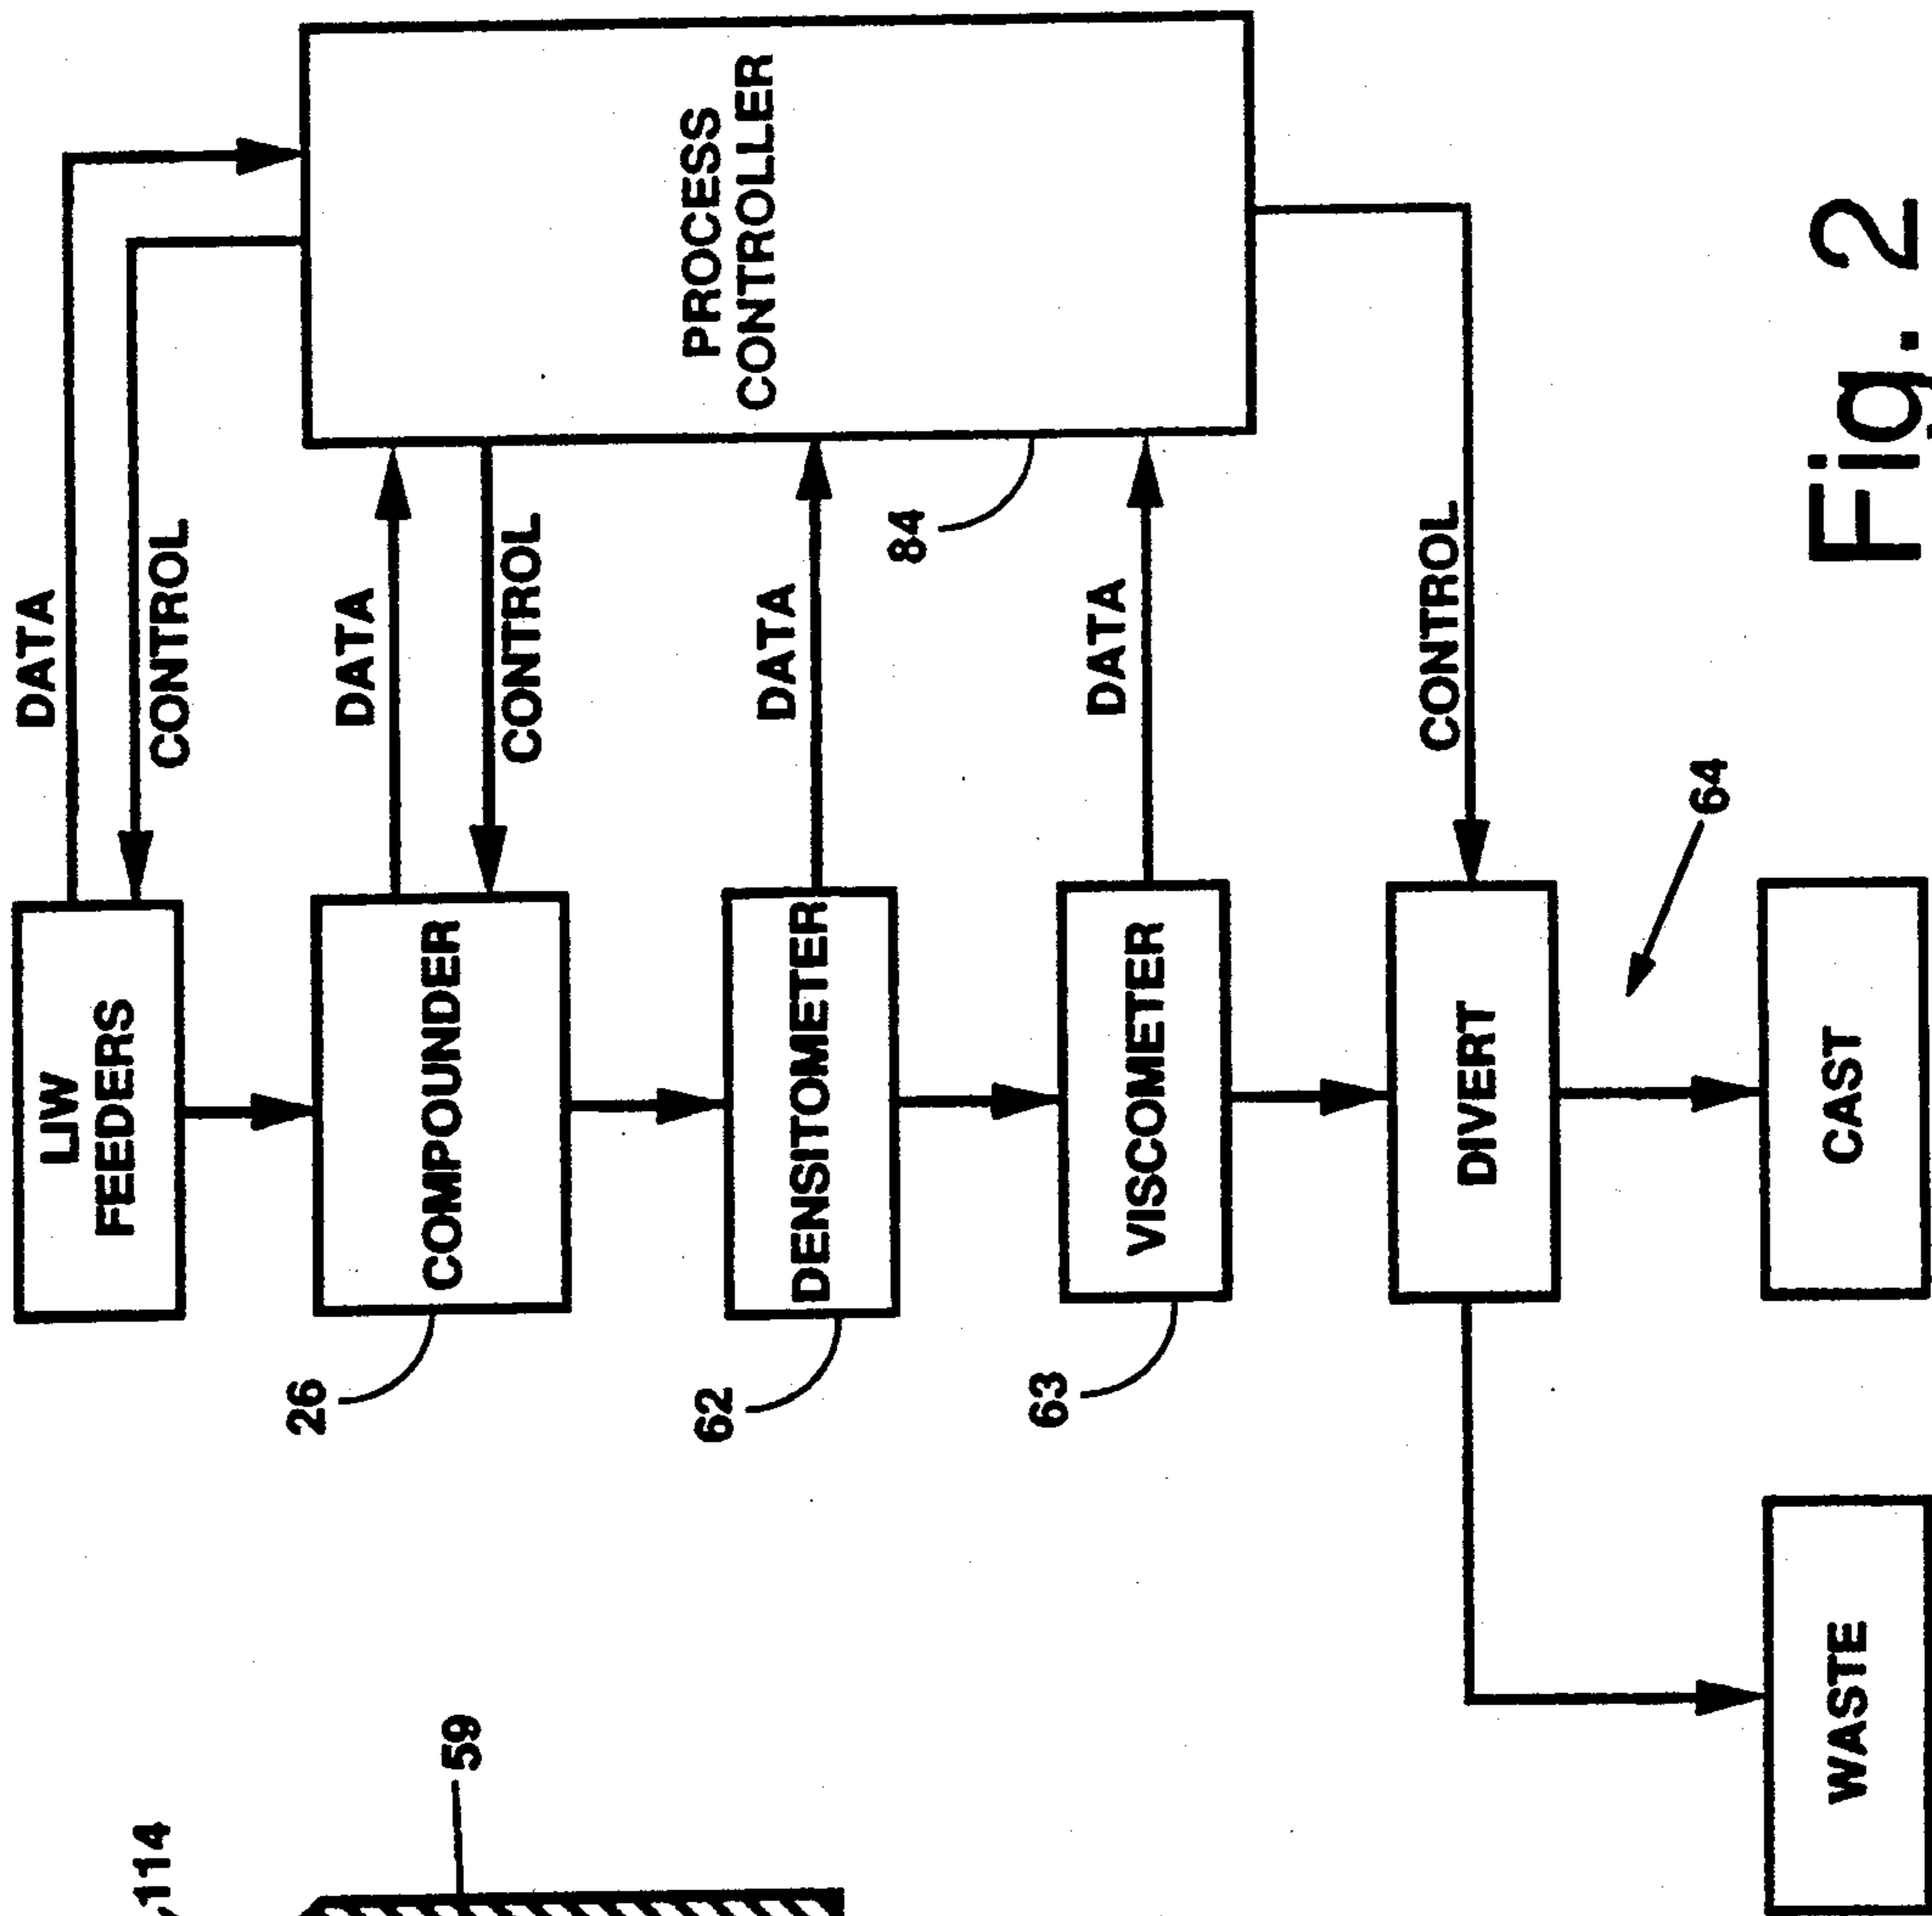 DATA
CONTROL
LIW
FEEDERS
DATA
CONTROL
COMPOUNDER
26
PROCESS
CONTROLLER
DATA
DENSITOMETER
62
84
DATA
VISCOMETER
63
CONTROL
DIVERT
64
CAST
WASTE
Fig. 2
59
114